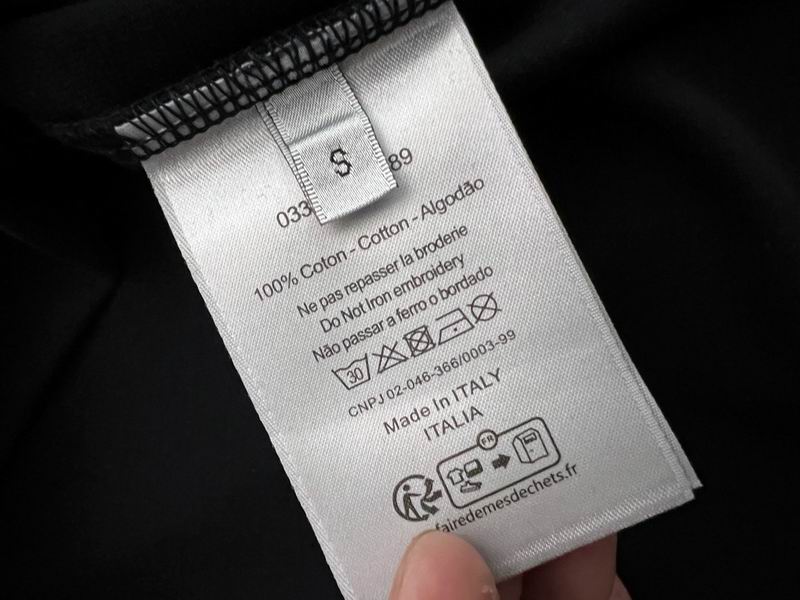 S
033 89
100% Coton - Cotton - Algodão
Ne pas repasser la broderie
Do Not Iron embroidery
Não passar a ferro o bordado
30
CNPJ 02-046-366/0003-99
Made In ITALY
ITALIA
FR
fairedemesdechets.fr